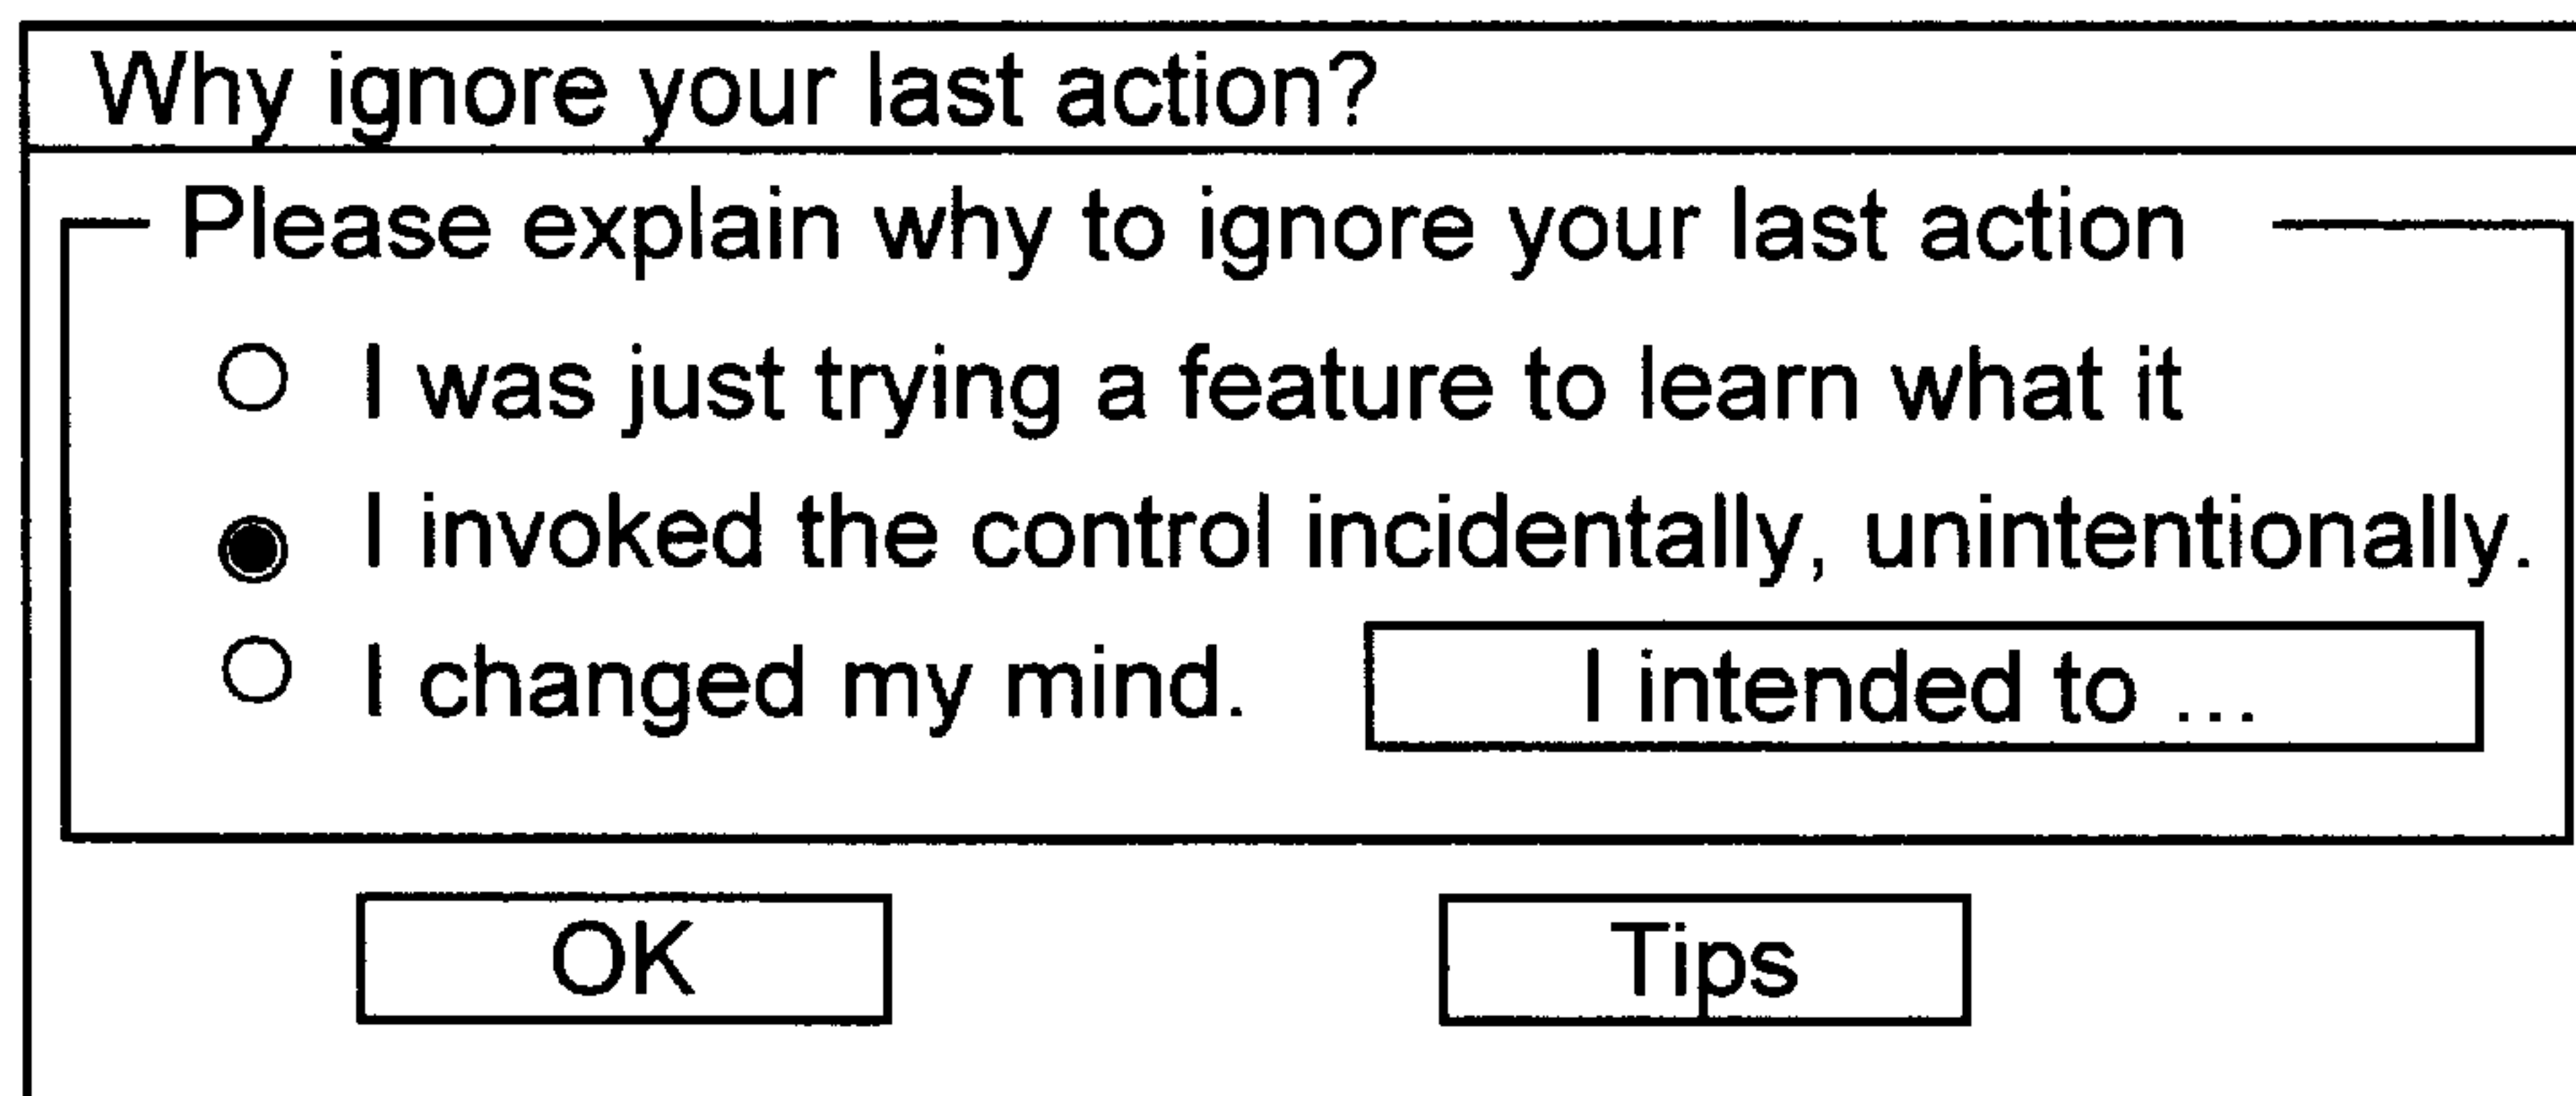 Why ignore your last action?
Please explain why to ignore your last action
I was just trying a feature to learn what it
I invoked the control incidentally, unintentionally.
I changed my mind. I intended to ...
OK Tips